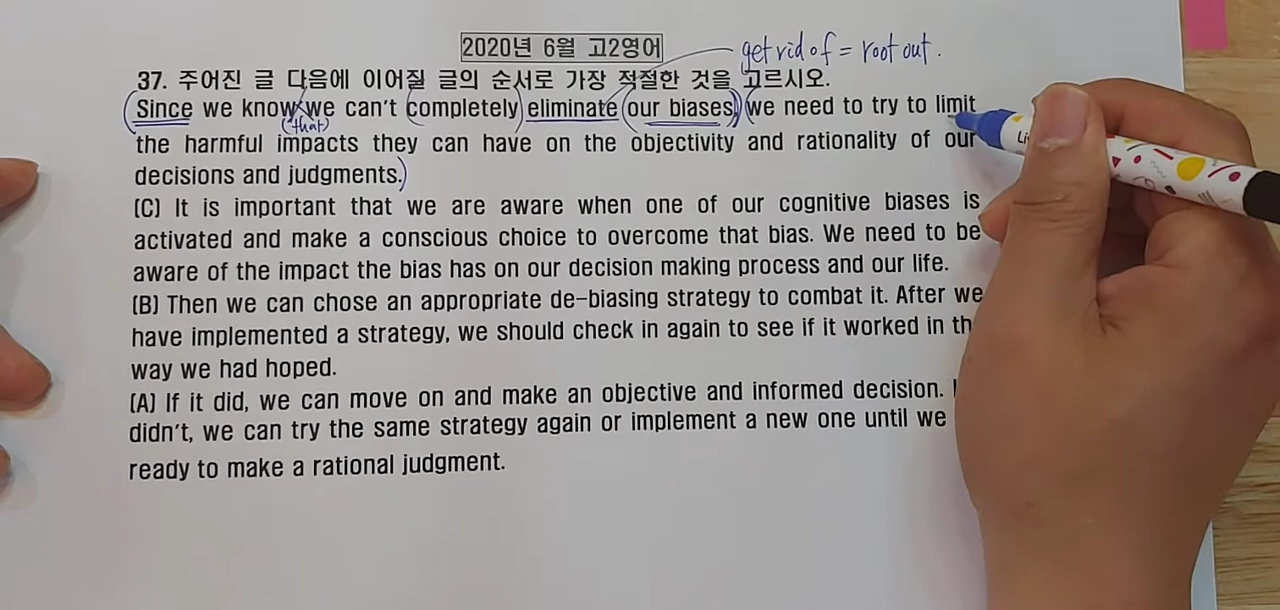 2020년 6월 고2영어
get rid of = root out.
37. 주어진 글 다음에 이어질 글의 순서로 가장 적절한 것을 고르시오.
Since we know we can't completely eliminate our biases, we need to try to limit
(that)
the harmful impacts they can have on the objectivity and rationality of our
decisions and judgments.
(C) It is important that we are aware when one of our cognitive biases is
activated and make a conscious choice to overcome that bias. We need to be
aware of the impact the bias has on our decision making process and our life.
(B) Then we can chose an appropriate de-biasing strategy to combat it. After we
have implemented a strategy, we should check in again to see if it worked in
way we had hoped.
(A) If it did, we can move on and make an objective and informed decision.
didn't, we can try the same strategy again or implement a new one until we
ready to make a rational judgment.